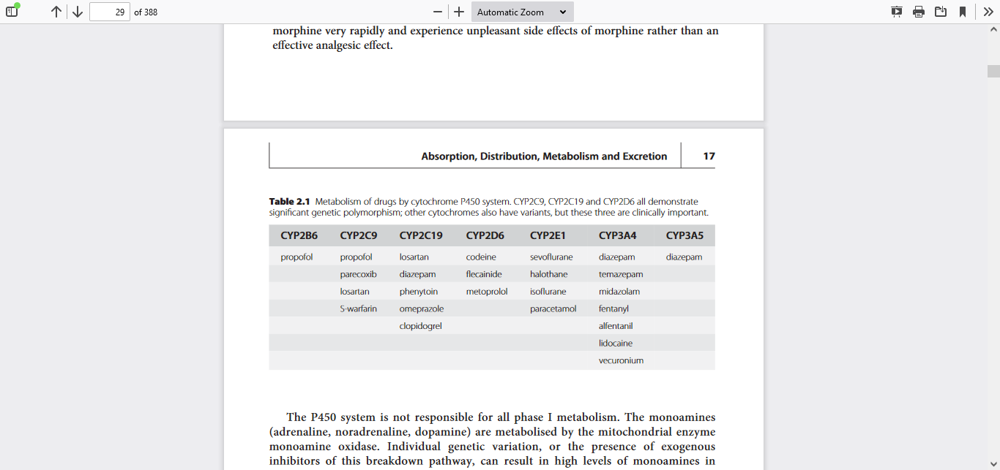 29 of 388
Automatic Zoom
morphine very rapidly and experience unpleasant side effects of morphine rather than an
effective analgesic effect.
Absorption, Distribution, Metabolism and Excretion 17
Table 2.1 Metabolism of drugs by cytochrome P450 system. CYP2C9, CYP2C19 and CYP2D6 all demonstrate
significant genetic polymorphism; other cytochromes also have variants, but these three are clinically important.
CYP2B6 CYP2C9 CYP2C19 CYP2D6 CYP2E1 CYP3A4 CYP3A5
propofol propofol losartan codeine sevoflurane diazepam diazepam
parecoxib diazepam flecainide halothane temazepam
losartan phenytoin metoprolol isoflurane midazolam
S-warfarin omeprazole paracetamol fentanyl
clopidogrel alfentanil
lidocaine
vecuronium
The P450 system is not responsible for all phase I metabolism. The monoamines
(adrenaline, noradrenaline, dopamine) are metabolised by the mitochondrial enzyme
monoamine oxidase. Individual genetic variation, or the presence of exogenous
inhibitors of this breakdown pathway, can result in high levels of monoamines in